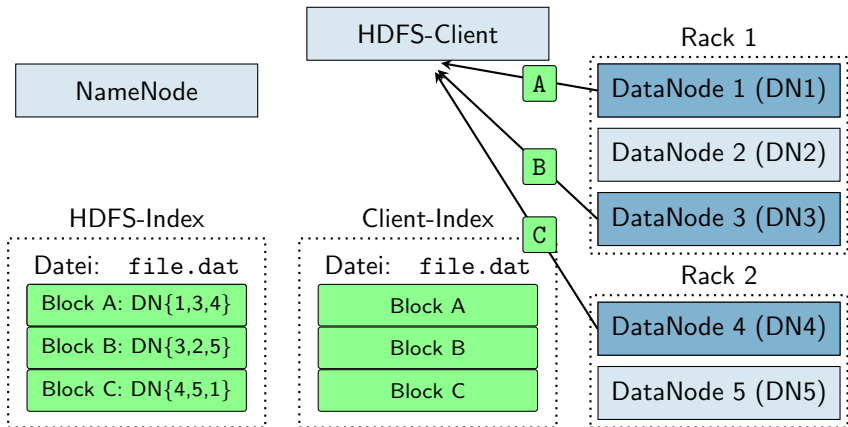 HDFS-Client
NameNode
A
B
C
Rack 1
DataNode 1 (DN1)
DataNode 2 (DN2)
DataNode 3 (DN3)
HDFS-Index
Datei: file.dat
Block A: DN{1,3,4}
Block B: DN{3,2,5}
Block C: DN{4,5,1}
Client-Index
Datei: file.dat
Block A
Block B
Block C
Rack 2
DataNode 4 (DN4)
DataNode 5 (DN5)